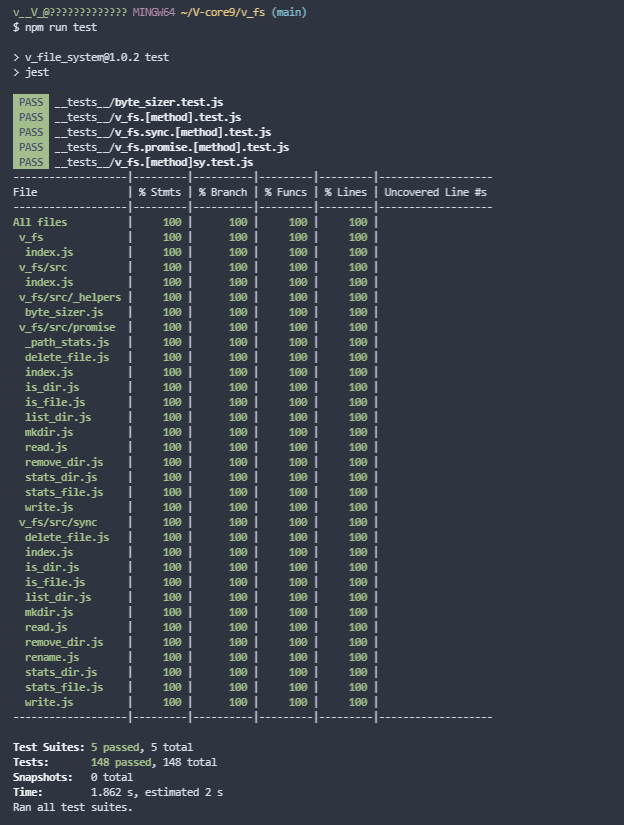 v__V_@????????????? MINGW64 ~/V-core9/v_fs (main)
$ npm run test
> v_file_system@1.0.2 test
> jest
PASS __tests__/byte_sizer.test.js
PASS __tests__/v_fs.[method].test.js
PASS __tests__/v_fs.sync.[method].test.js
PASS __tests__/v_fs.promise.[method].test.js
PASS __tests__/v_fs.[method]sy.test.js
-------------------|---------|----------|---------|---------|-------------------
File | % Stmts | % Branch | % Funcs | % Lines | Uncovered Line #s
-------------------|---------|----------|---------|---------|-------------------
All files | 100 | 100 | 100 | 100 |
v_fs | 100 | 100 | 100 | 100 |
index.js | 100 | 100 | 100 | 100 |
v_fs/src | 100 | 100 | 100 | 100 |
index.js | 100 | 100 | 100 | 100 |
v_fs/src/_helpers | 100 | 100 | 100 | 100 |
byte_sizer.js | 100 | 100 | 100 | 100 |
v_fs/src/promise | 100 | 100 | 100 | 100 |
_path_stats.js | 100 | 100 | 100 | 100 |
delete_file.js | 100 | 100 | 100 | 100 |
index.js | 100 | 100 | 100 | 100 |
is_dir.js | 100 | 100 | 100 | 100 |
is_file.js | 100 | 100 | 100 | 100 |
list_dir.js | 100 | 100 | 100 | 100 |
mkdir.js | 100 | 100 | 100 | 100 |
read.js | 100 | 100 | 100 | 100 |
remove_dir.js | 100 | 100 | 100 | 100 |
stats_dir.js | 100 | 100 | 100 | 100 |
stats_file.js | 100 | 100 | 100 | 100 |
write.js | 100 | 100 | 100 | 100 |
v_fs/src/sync | 100 | 100 | 100 | 100 |
delete_file.js | 100 | 100 | 100 | 100 |
index.js | 100 | 100 | 100 | 100 |
is_dir.js | 100 | 100 | 100 | 100 |
is_file.js | 100 | 100 | 100 | 100 |
list_dir.js | 100 | 100 | 100 | 100 |
mkdir.js | 100 | 100 | 100 | 100 |
read.js | 100 | 100 | 100 | 100 |
remove_dir.js | 100 | 100 | 100 | 100 |
rename.js | 100 | 100 | 100 | 100 |
stats_dir.js | 100 | 100 | 100 | 100 |
stats_file.js | 100 | 100 | 100 | 100 |
write.js | 100 | 100 | 100 | 100 |
-------------------|---------|----------|---------|---------|-------------------
Test Suites: 5 passed, 5 total
Tests: 148 passed, 148 total
Snapshots: 0 total
Time: 1.862 s, estimated 2 s
Ran all test suites.